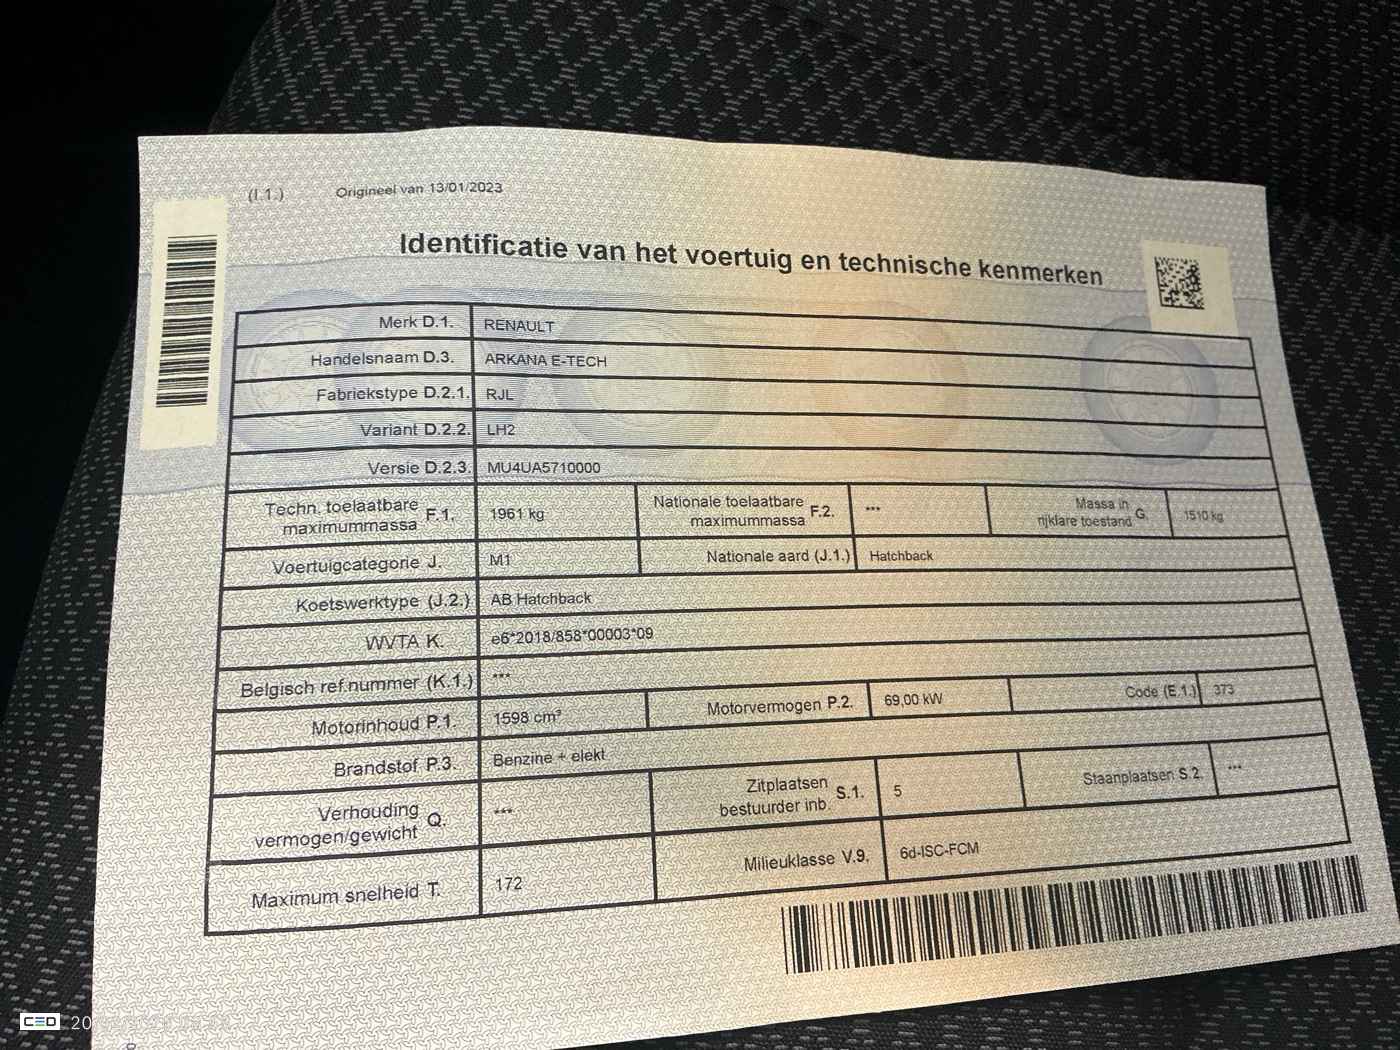 (I.1.) Origineel van 13/01/2023
Identificatie van het voertuig en technische kenmerken
Merk D.1. RENAULT
Handelsnaam D.3. ARKANA E-TECH
Fabriekstype D.2.1. RJL
Variant D.2.2. LH2
Versie D.2.3. MU4UA5710000
Techn. toelaatbare maximummassa F.1. 1961 kg Nationale toelaatbare maximummassa F.2. *** Massa in rijklare toestand G. 1510 kg
Voertuigcategorie J. M1 Nationale aard (J.1.) Hatchback
Koetswerktype (J.2.) AB Hatchback
WVTA K. e6*2018/858*00003*09
Belgisch ref.nummer (K.1.) ***
Motorinhoud P.1. 1598 cm³ Motorvermogen P.2. 69,00 kW Code (E.1.) 373
Brandstof P.3. Benzine + elekt
Verhouding vermogen/gewicht Q. *** Zitplaatsen bestuurder inb. S.1. 5 Staanplaatsen S.2. ***
Maximum snelheid T. 172 Milieuklasse V.9. 6d-ISC-FCM
CED